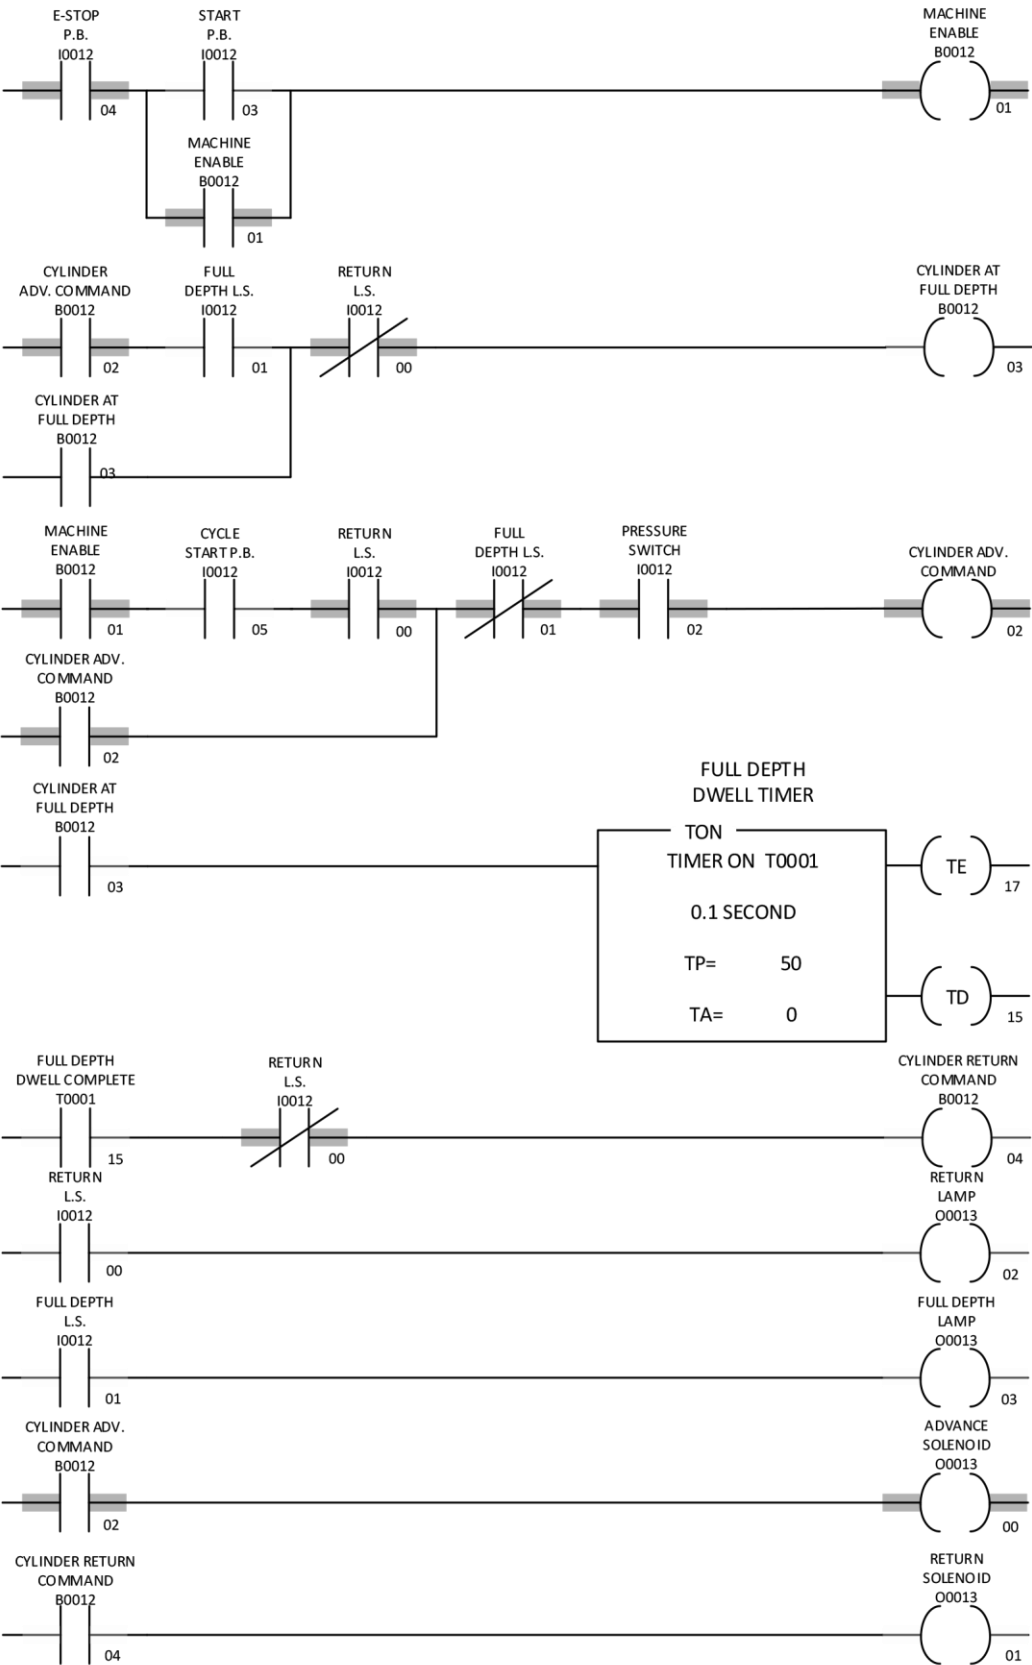 E-STOP
P.B.
I0012
04
START
P.B.
I0012
03
MACHINE
ENABLE
B0012
01
MACHINE
ENABLE
B0012
01
CYLINDER
ADV. COMMAND
B0012
02
FULL
DEPTH L.S.
I0012
01
RETURN
L.S.
I0012
00
CYLINDER AT
FULL DEPTH
B0012
03
CYLINDER AT
FULL DEPTH
B0012
03
MACHINE
ENABLE
B0012
01
CYCLE
START P.B.
I0012
05
RETURN
L.S.
I0012
00
FULL
DEPTH L.S.
I0012
01
PRESSURE
SWITCH
I0012
02
CYLINDER ADV.
COMMAND
02
CYLINDER ADV.
COMMAND
B0012
02
CYLINDER AT
FULL DEPTH
B0012
03
FULL DEPTH
DWELL TIMER
TON
TIMER ON T0001
0.1 SECOND
TP= 50
TA= 0
TE
17
TD
15
FULL DEPTH
DWELL COMPLETE
T0001
15
RETURN
L.S.
I0012
00
CYLINDER RETURN
COMMAND
B0012
04
RETURN
L.S.
I0012
00
RETURN
LAMP
O0013
02
FULL DEPTH
L.S.
I0012
01
FULL DEPTH
LAMP
O0013
03
CYLINDER ADV.
COMMAND
B0012
02
ADVANCE
SOLENOID
O0013
00
CYLINDER RETURN
COMMAND
B0012
04
RETURN
SOLENOID
O0013
01